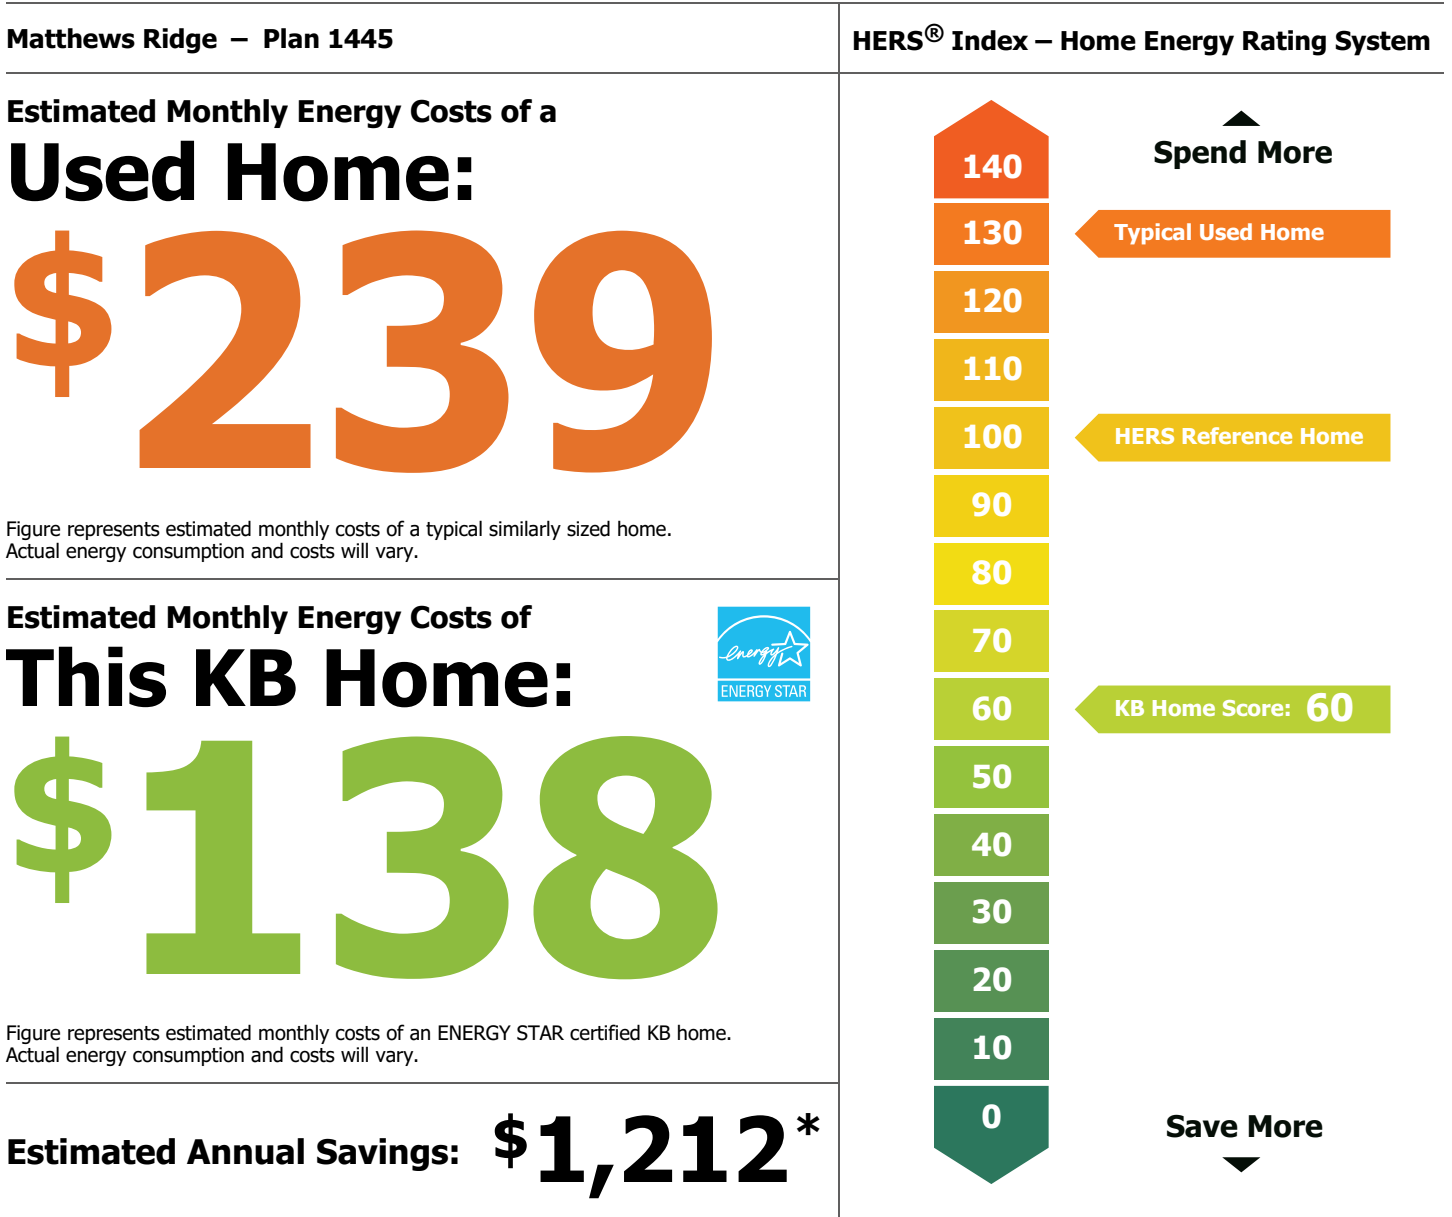 Matthews Ridge – Plan 1445
Estimated Monthly Energy Costs of a
Used Home:
$239
Figure represents estimated monthly costs of a typical similarly sized home.
Actual energy consumption and costs will vary.
Estimated Monthly Energy Costs of
This KB Home:
energy
ENERGY STAR
$138
Figure represents estimated monthly costs of an ENERGY STAR certified KB home.
Actual energy consumption and costs will vary.
Estimated Annual Savings: $1,212*
HERS® Index – Home Energy Rating System
Spend More
140
130 Typical Used Home
120
110
100 HERS Reference Home
90
80
70
60 KB Home Score: 60
50
40
30
20
10
0
Save More